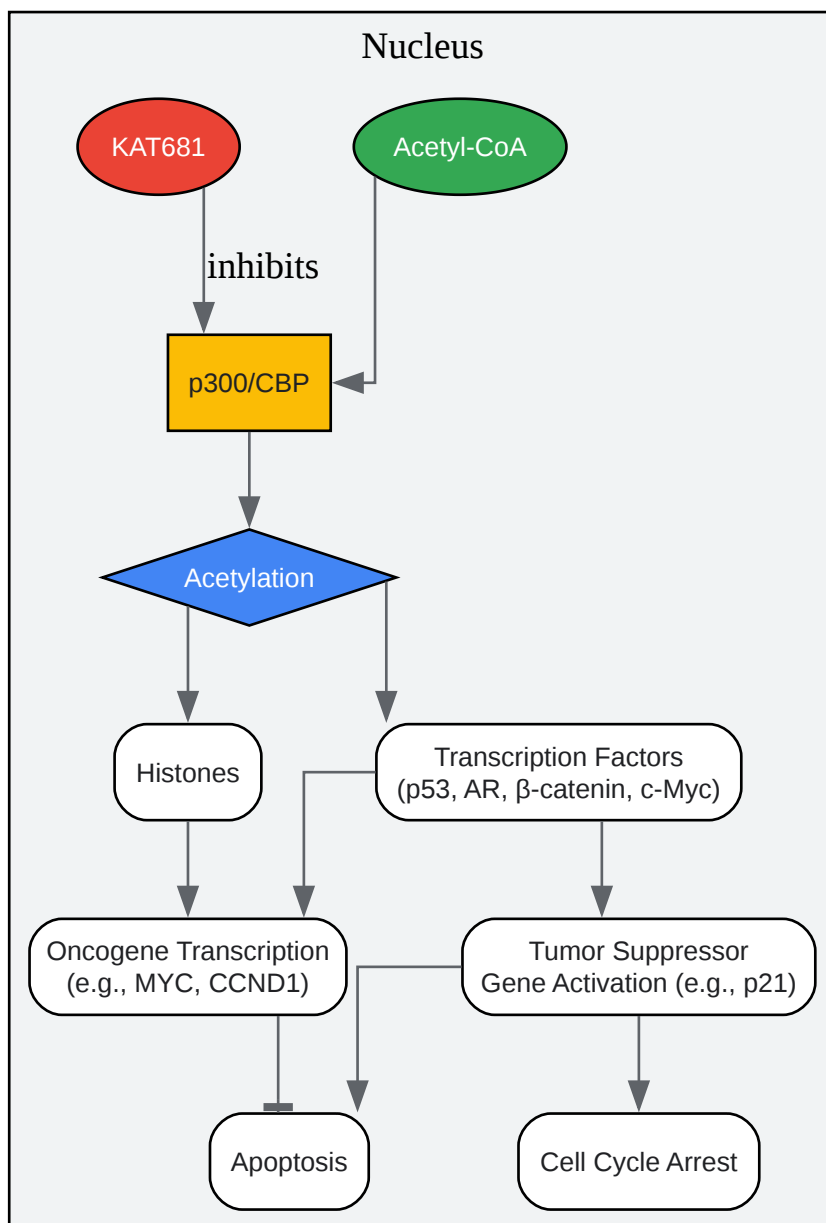 Nucleus
KAT681
Acetyl-CoA
inhibits
p300/CBP
Acetylation
Histones
Transcription Factors
(p53, AR, β-catenin, c-Myc)
Oncogene Transcription
(e.g., MYC, CCND1)
Tumor Suppressor
Gene Activation (e.g., p21)
Apoptosis
Cell Cycle Arrest